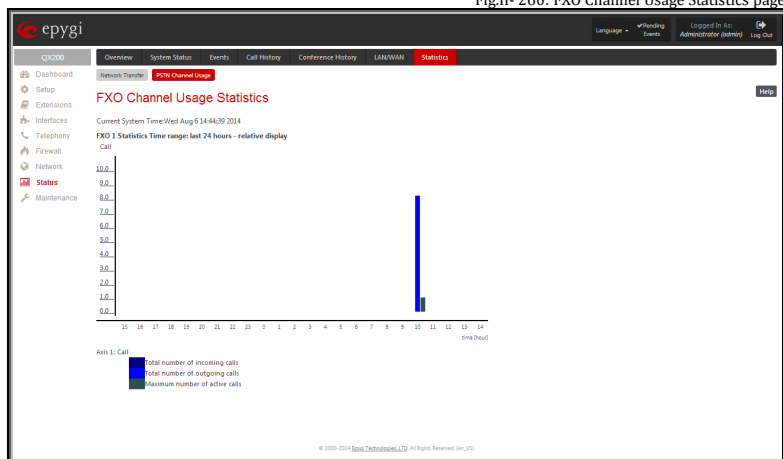 Fig.II- 260: FXO Channel Usage Statistics page
epygi
Language
Pending Events
Logged In As:
Administrator (admin)
Log Out
QX200
Overview System Status Events Call History Conference History LAN/WAN Statistics
Dashboard
Setup
Extensions
Interfaces
Telephony
Firewall
Network
Status
Maintenance
Network Transfer PSTN Channel Usage
Help
FXO Channel Usage Statistics
Current System Time:Wed Aug 6 14:44:39 2014
FXO 1 Statistics Time range: last 24 hours - relative display
Call
10.0
9.0
8.0
7.0
6.0
5.0
4.0
3.0
2.0
1.0
0.0
15 16 17 18 19 20 21 22 23 0 1 2 3 4 5 6 7 8 9 10 11 12 13 14
time [hour]
Axis 1: Call
Total number of incoming calls
Total number of outgoing calls
Maximum number of active calls
© 2000-2014 Epygi Technologies, LTD. All Rights Reserved. (en_US)